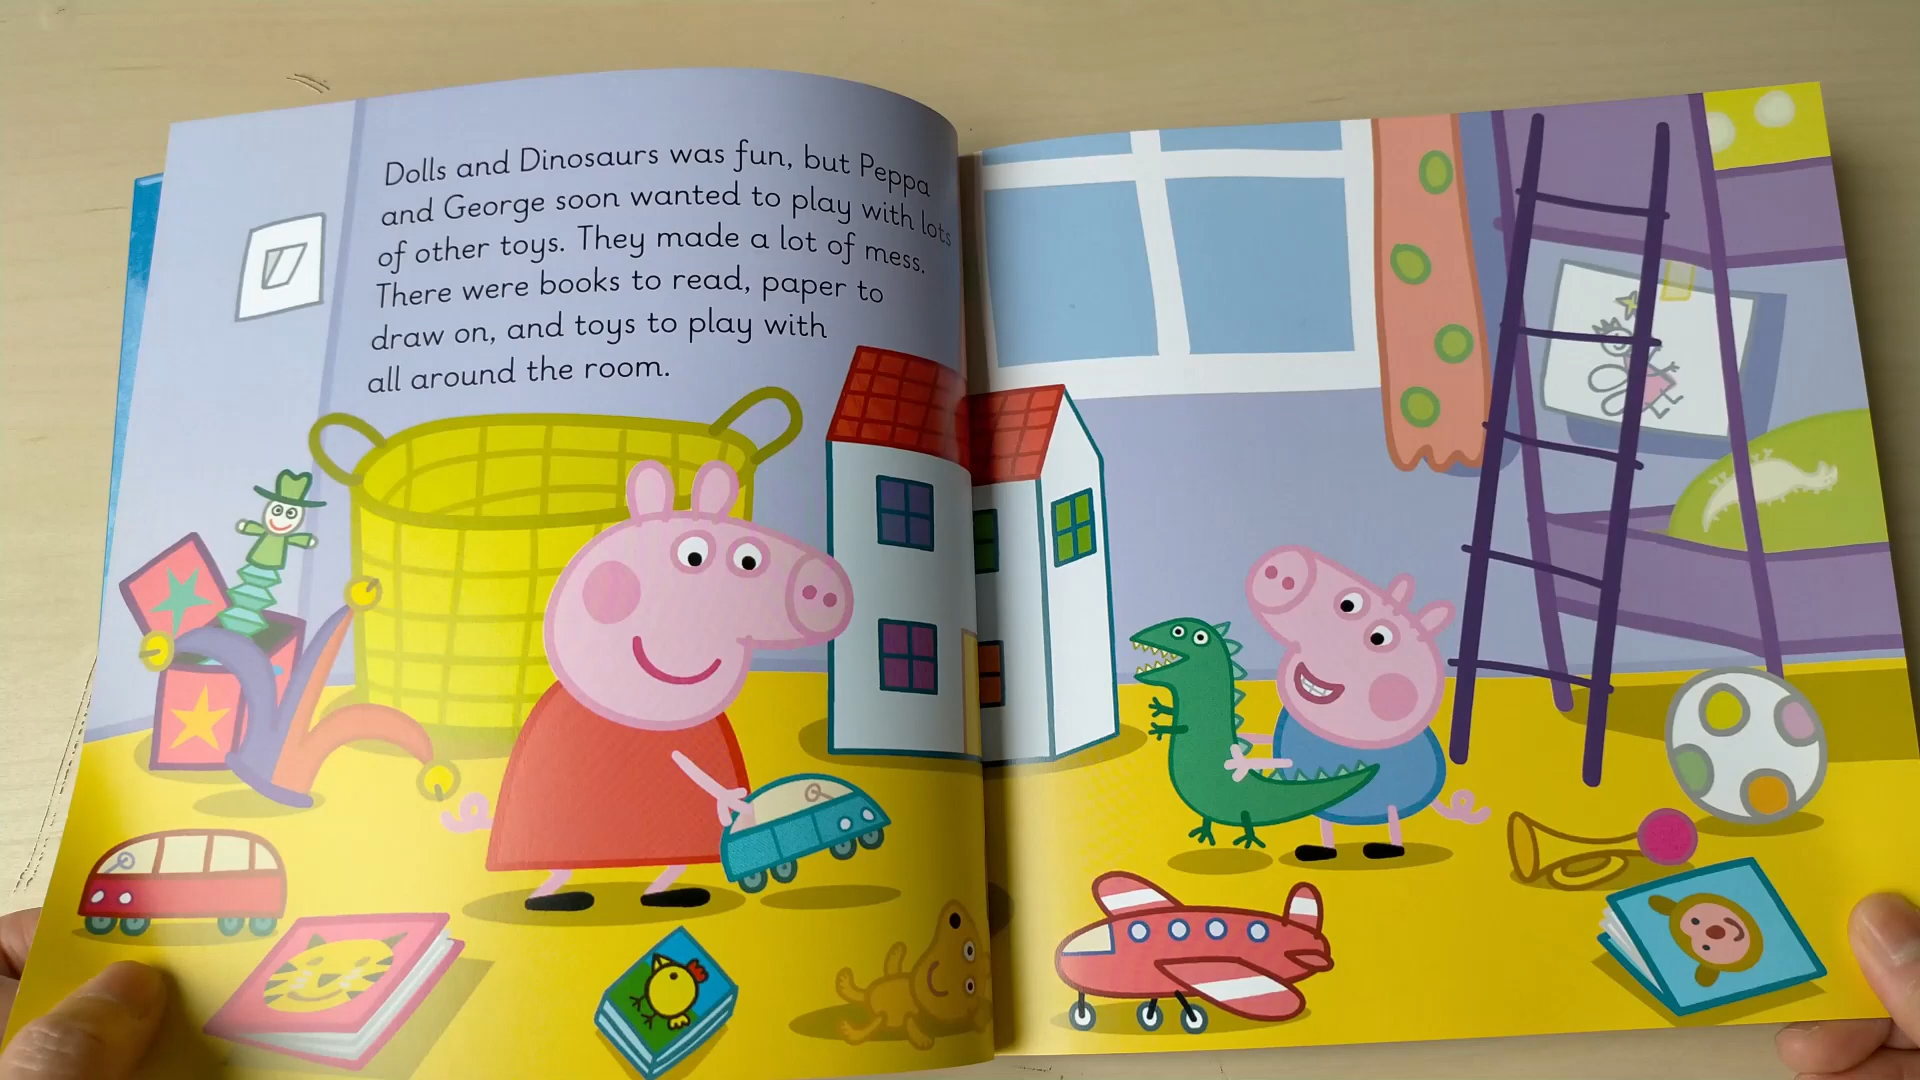 Dolls and Dinosaurs was fun, but Peppa
and George soon wanted to play with lots
of other toys. They made a lot of mess.
There were books to read, paper to
draw on, and toys to play with
all around the room.